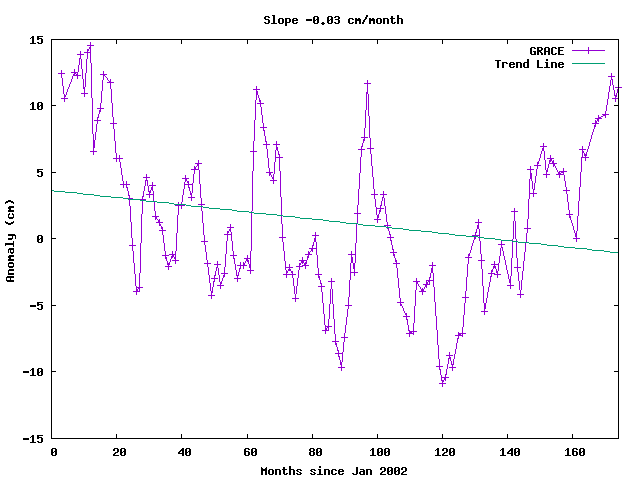 Slope -0.03 cm/month
GRACE
Trend Line
15
10
5
0
-5
-10
-15
Anomaly (cm)
0 20 40 60 80 100 120 140 160
Months since Jan 2002